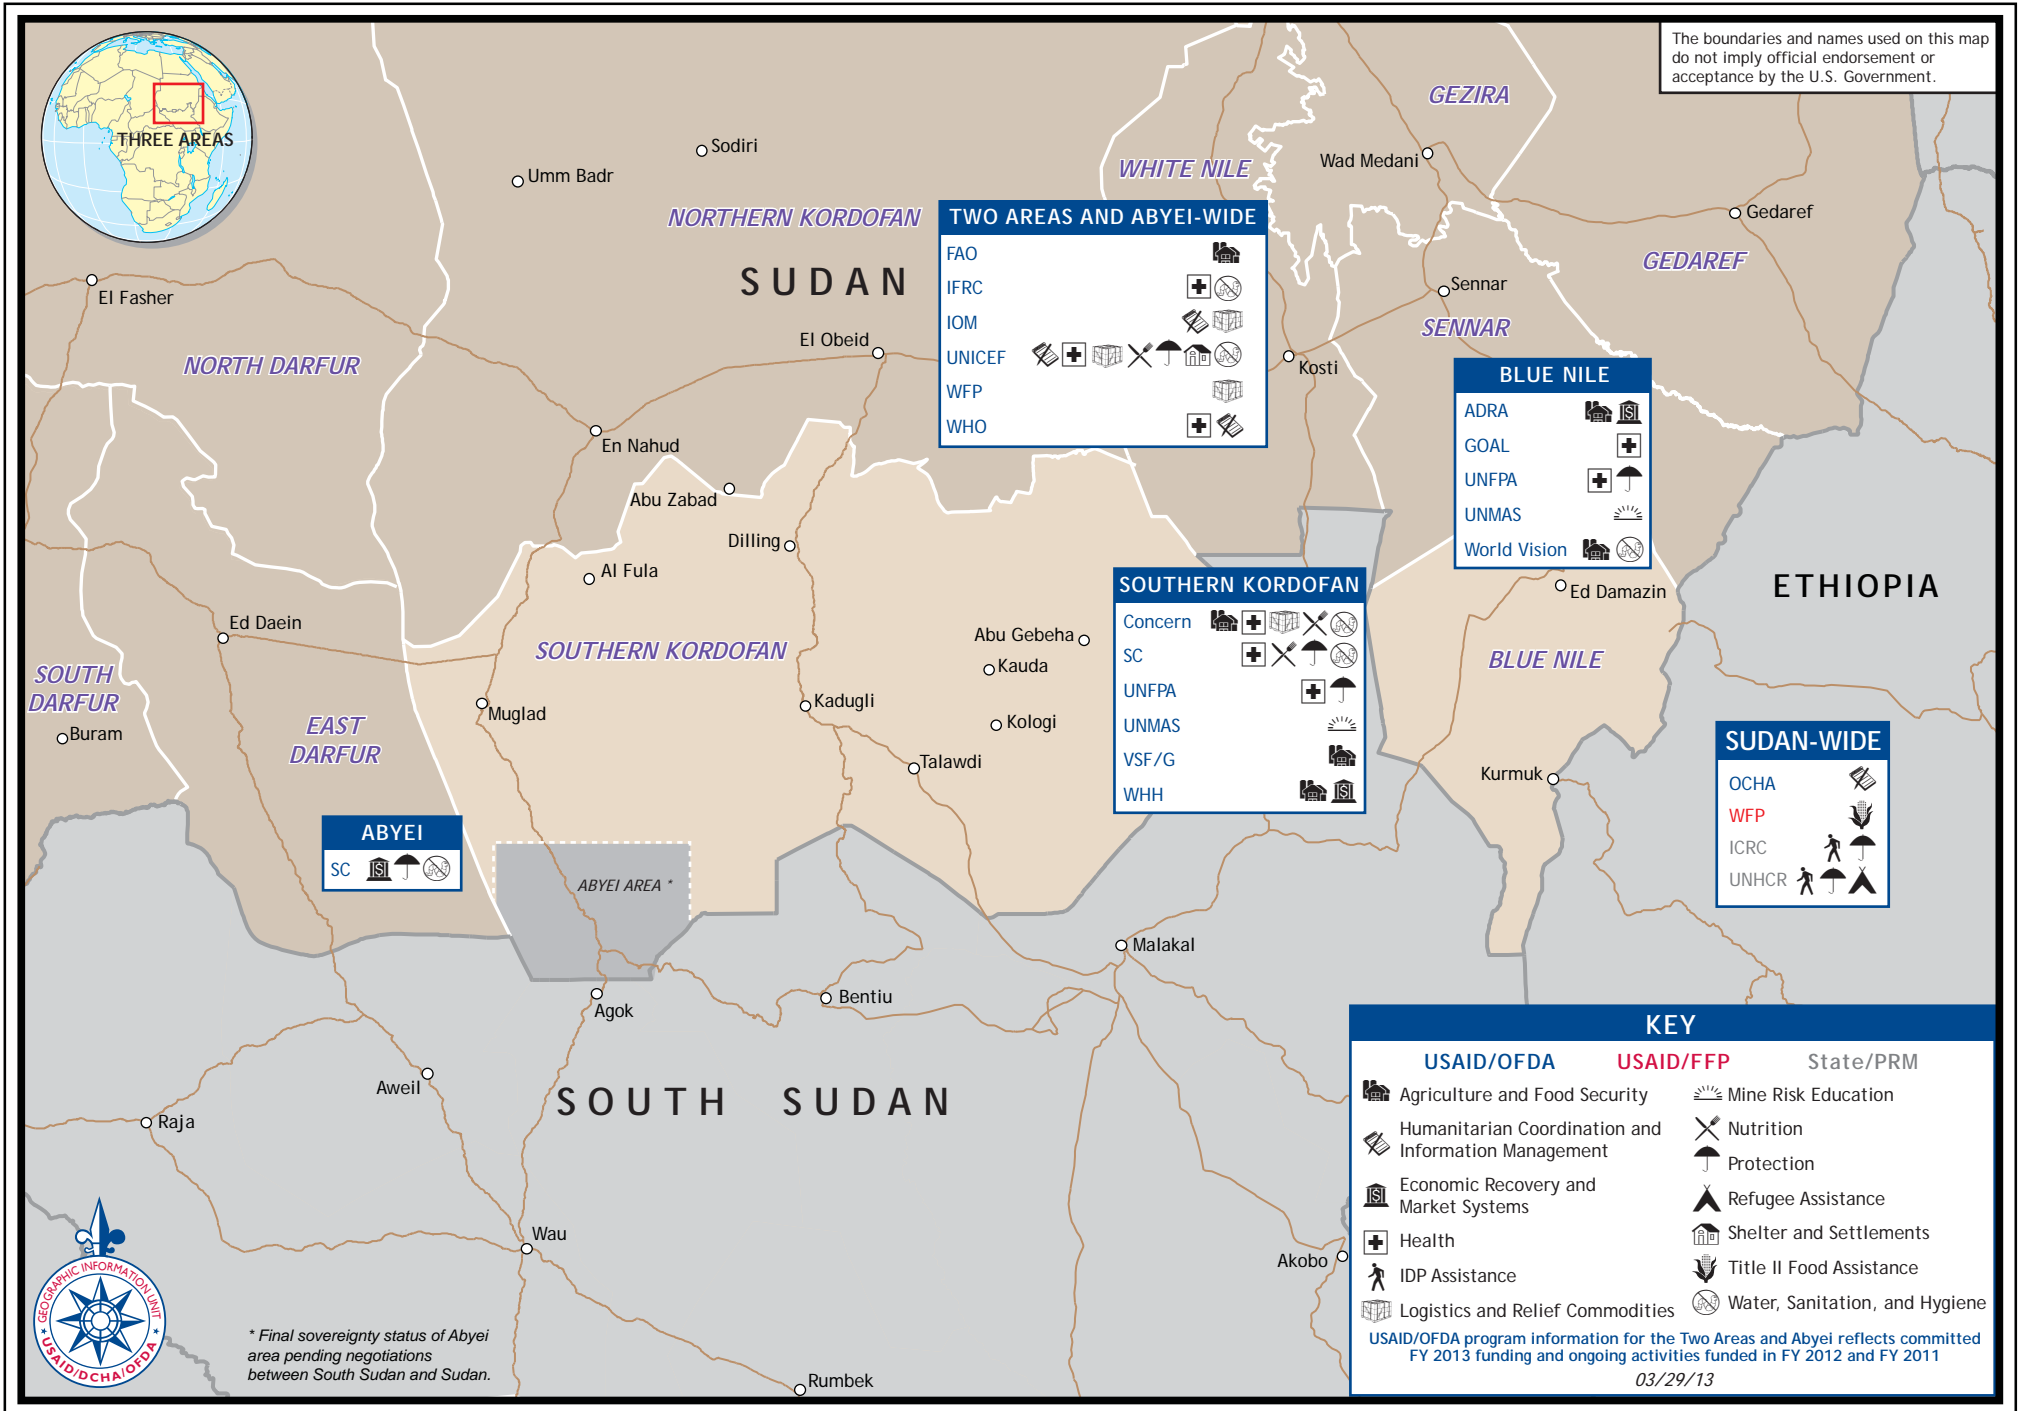 The boundaries and names used on this map
do not imply official endorsement or
acceptance by the U.S. Government.
THREE AREAS
GEZIRA
Sodiri
Umm Badr
WHITE NILE
Wad Medani
NORTHERN KORDOFAN
Gedaref
GEDAREF
SUDAN
El Fasher
Sennar
SENNAR
El Obeid
NORTH DARFUR
Kosti
TWO AREAS AND ABYEI-WIDE
FAO
IFRC
IOM
UNICEF
WFP
WHO
BLUE NILE
ADRA
GOAL
UNFPA
UNMAS
World Vision
En Nahud
Abu Zabad
Dilling
Al Fula
Ed Damazin
ETHIOPIA
Ed Daein
SOUTHERN KORDOFAN
Abu Gebeha
Kauda
BLUE NILE
SOUTHERN KORDOFAN
Concern
SC
UNFPA
UNMAS
VSF/G
WHH
SOUTH
DARFUR
Buram
EAST
DARFUR
Muglad
Kadugli
Kologi
Talawdi
Kurmuk
SUDAN-WIDE
OCHA
WFP
ICRC
UNHCR
ABYEI
SC
ABYEI AREA *
Malakal
Agok
Bentiu
Aweil
SOUTH SUDAN
Raja
Wau
Akobo
Rumbek
KEY
USAID/OFDA USAID/FFP State/PRM
Agriculture and Food Security
Humanitarian Coordination and
Information Management
Economic Recovery and
Market Systems
Health
IDP Assistance
Logistics and Relief Commodities
Mine Risk Education
Nutrition
Protection
Refugee Assistance
Shelter and Settlements
Title II Food Assistance
Water, Sanitation, and Hygiene
USAID/OFDA program information for the Two Areas and Abyei reflects committed
FY 2013 funding and ongoing activities funded in FY 2012 and FY 2011
03/29/13
GEOGRAPHIC INFORMATION UNIT
USAID/DCHA/OFDA
* Final sovereignty status of Abyei
area pending negotiations
between South Sudan and Sudan.